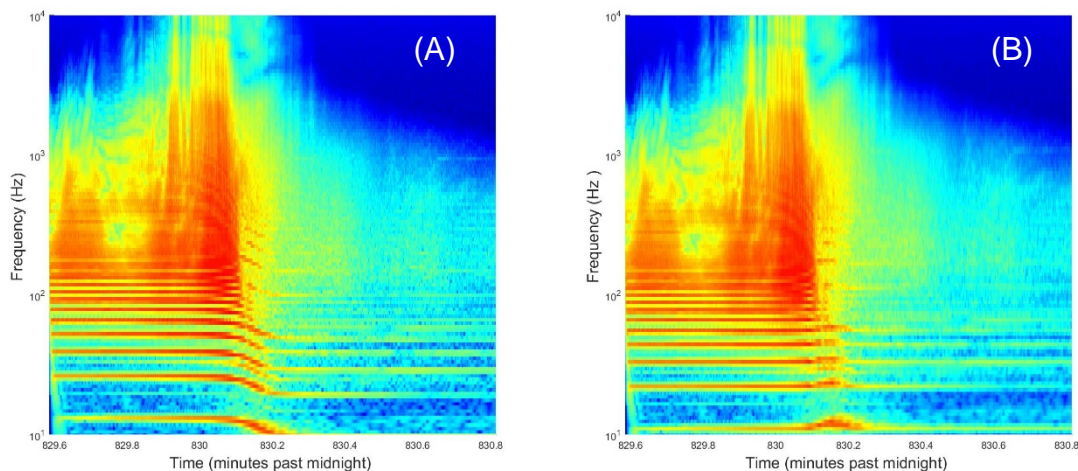 (A)
10^4
10^3
10^2
10^1
Frequency (Hz)
829.6 829.8 830 830.2 830.4 830.6 830.8
Time (minutes past midnight)
(B)
10^4
10^3
10^2
10^1
Frequency (Hz )
829.6 829.8 830 830.2 830.4 830.6 830.8
Time (minutes past midnight)